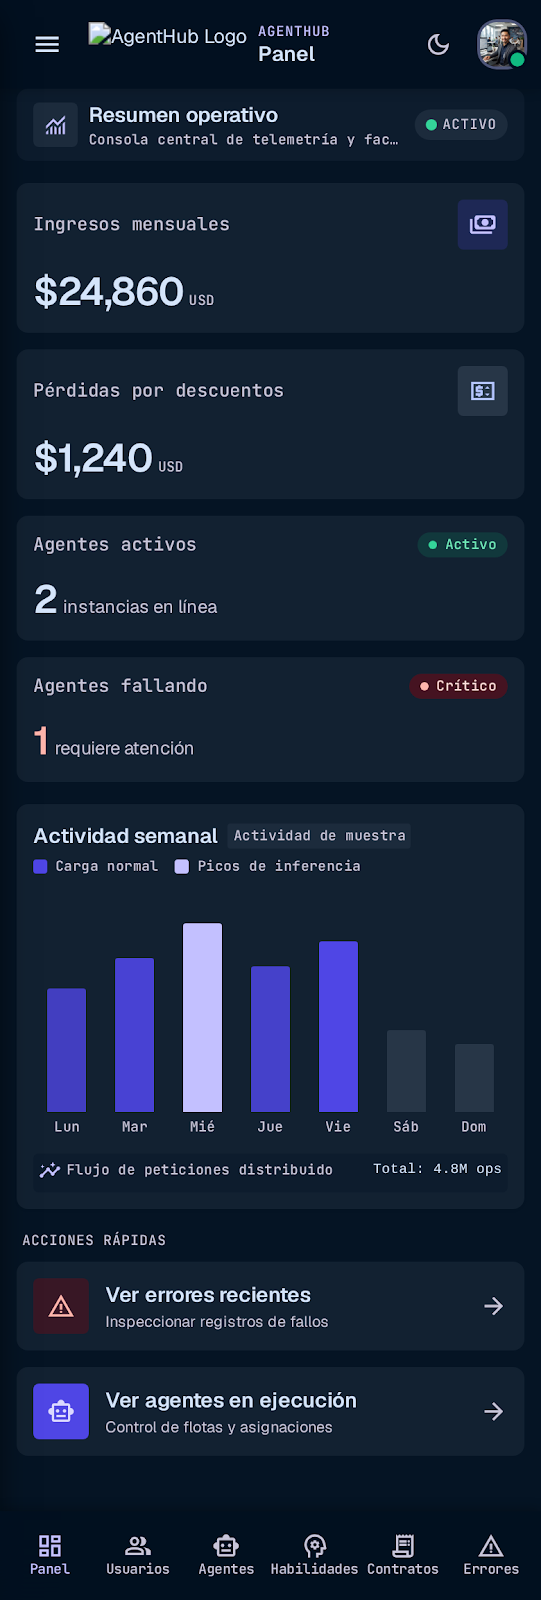 AgentHub Logo
AGENTHUB
Panel
Resumen operativo
Consola central de telemetría y fac…
ACTIVO
Ingresos mensuales
$24,860 USD
Pérdidas por descuentos
$1,240 USD
Agentes activos
Activo
2 instancias en línea
Agentes fallando
Crítico
1 requiere atención
Actividad semanal
Actividad de muestra
Carga normal
Picos de inferencia
Lun Mar Mié Jue Vie Sáb Dom
Flujo de peticiones distribuido
Total: 4.8M ops
ACCIONES RÁPIDAS
Ver errores recientes
Inspeccionar registros de fallos
Ver agentes en ejecución
Control de flotas y asignaciones
Panel Usuarios Agentes Habilidades Contratos Errores